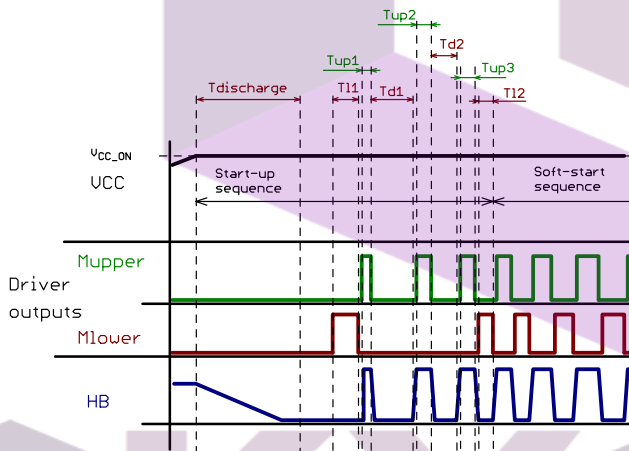 Tup2
Td2
Tup1
Tup3
Tdischarge
Tl1
Td1
Tl2
VCC_ON
VCC
Start-up
sequence
Soft-start
sequence
Mupper
Driver
outputs
Mlower
HB